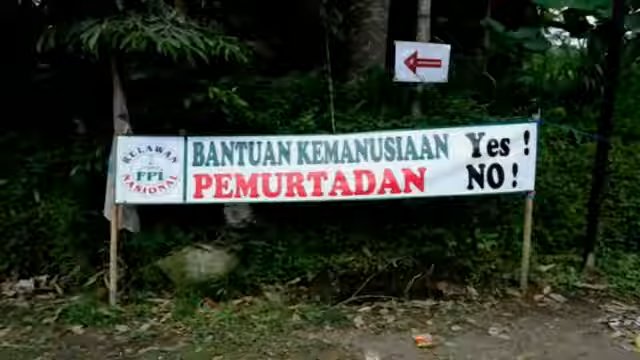 RELAWAN
FPI
NASIONAL
BANTUAN KEMANUSIAAN Yes !
PEMURTADAN NO !